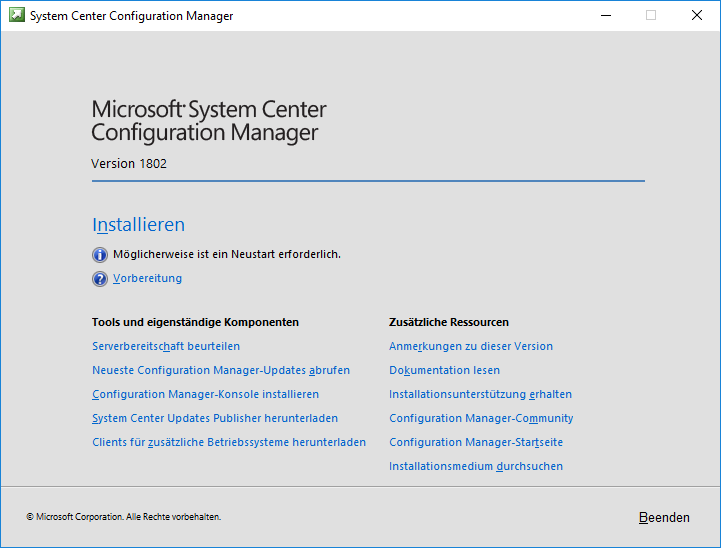 System Center Configuration Manager
Microsoft System Center
Configuration Manager
Version 1802
Installieren
Möglicherweise ist ein Neustart erforderlich.
Vorbereitung
Tools und eigenständige Komponenten
Serverbereitschaft beurteilen
Neueste Configuration Manager-Updates abrufen
Configuration Manager-Konsole installieren
System Center Updates Publisher herunterladen
Clients für zusätzliche Betriebssysteme herunterladen
Zusätzliche Ressourcen
Anmerkungen zu dieser Version
Dokumentation lesen
Installationsunterstützung erhalten
Configuration Manager-Community
Configuration Manager-Startseite
Installationsmedium durchsuchen
© Microsoft Corporation. Alle Rechte vorbehalten.
Beenden